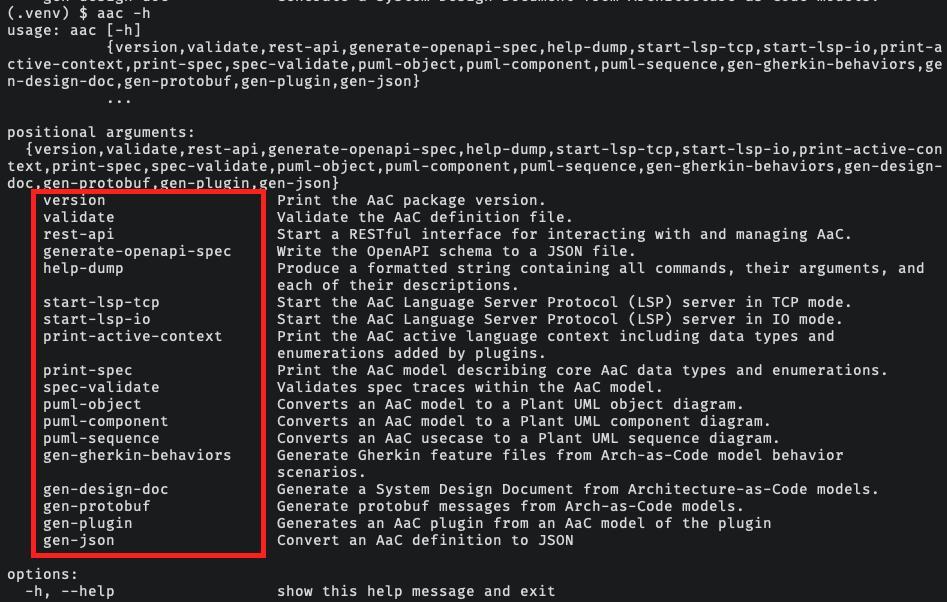 (.venv) $ aac -h
usage: aac [-h]
{version,validate,rest-api,generate-openapi-spec,help-dump,start-lsp-tcp,start-lsp-io,print-a
ctive-context,print-spec,spec-validate,puml-object,puml-component,puml-sequence,gen-gherkin-behaviors,ge
n-design-doc,gen-protobuf,gen-plugin,gen-json}
...
positional arguments:
{version,validate,rest-api,generate-openapi-spec,help-dump,start-lsp-tcp,start-lsp-io,print-active-con
text,print-spec,spec-validate,puml-object,puml-component,puml-sequence,gen-gherkin-behaviors,gen-design-
doc,gen-protobuf,gen-plugin,gen-json}
version Print the AaC package version.
validate Validate the AaC definition file.
rest-api Start a RESTful interface for interacting with and managing AaC.
generate-openapi-spec Write the OpenAPI schema to a JSON file.
help-dump Produce a formatted string containing all commands, their arguments, and
each of their descriptions.
start-lsp-tcp Start the AaC Language Server Protocol (LSP) server in TCP mode.
start-lsp-io Start the AaC Language Server Protocol (LSP) server in IO mode.
print-active-context Print the AaC active language context including data types and
enumerations added by plugins.
print-spec Print the AaC model describing core AaC data types and enumerations.
spec-validate Validates spec traces within the AaC model.
puml-object Converts an AaC model to a Plant UML object diagram.
puml-component Converts an AaC model to a Plant UML component diagram.
puml-sequence Converts an AaC usecase to a Plant UML sequence diagram.
gen-gherkin-behaviors Generate Gherkin feature files from Arch-as-Code model behavior
scenarios.
gen-design-doc Generate a System Design Document from Architecture-as-Code models.
gen-protobuf Generate protobuf messages from Arch-as-Code models.
gen-plugin Generates an AaC plugin from an AaC model of the plugin
gen-json Convert an AaC definition to JSON
options:
-h, --help show this help message and exit